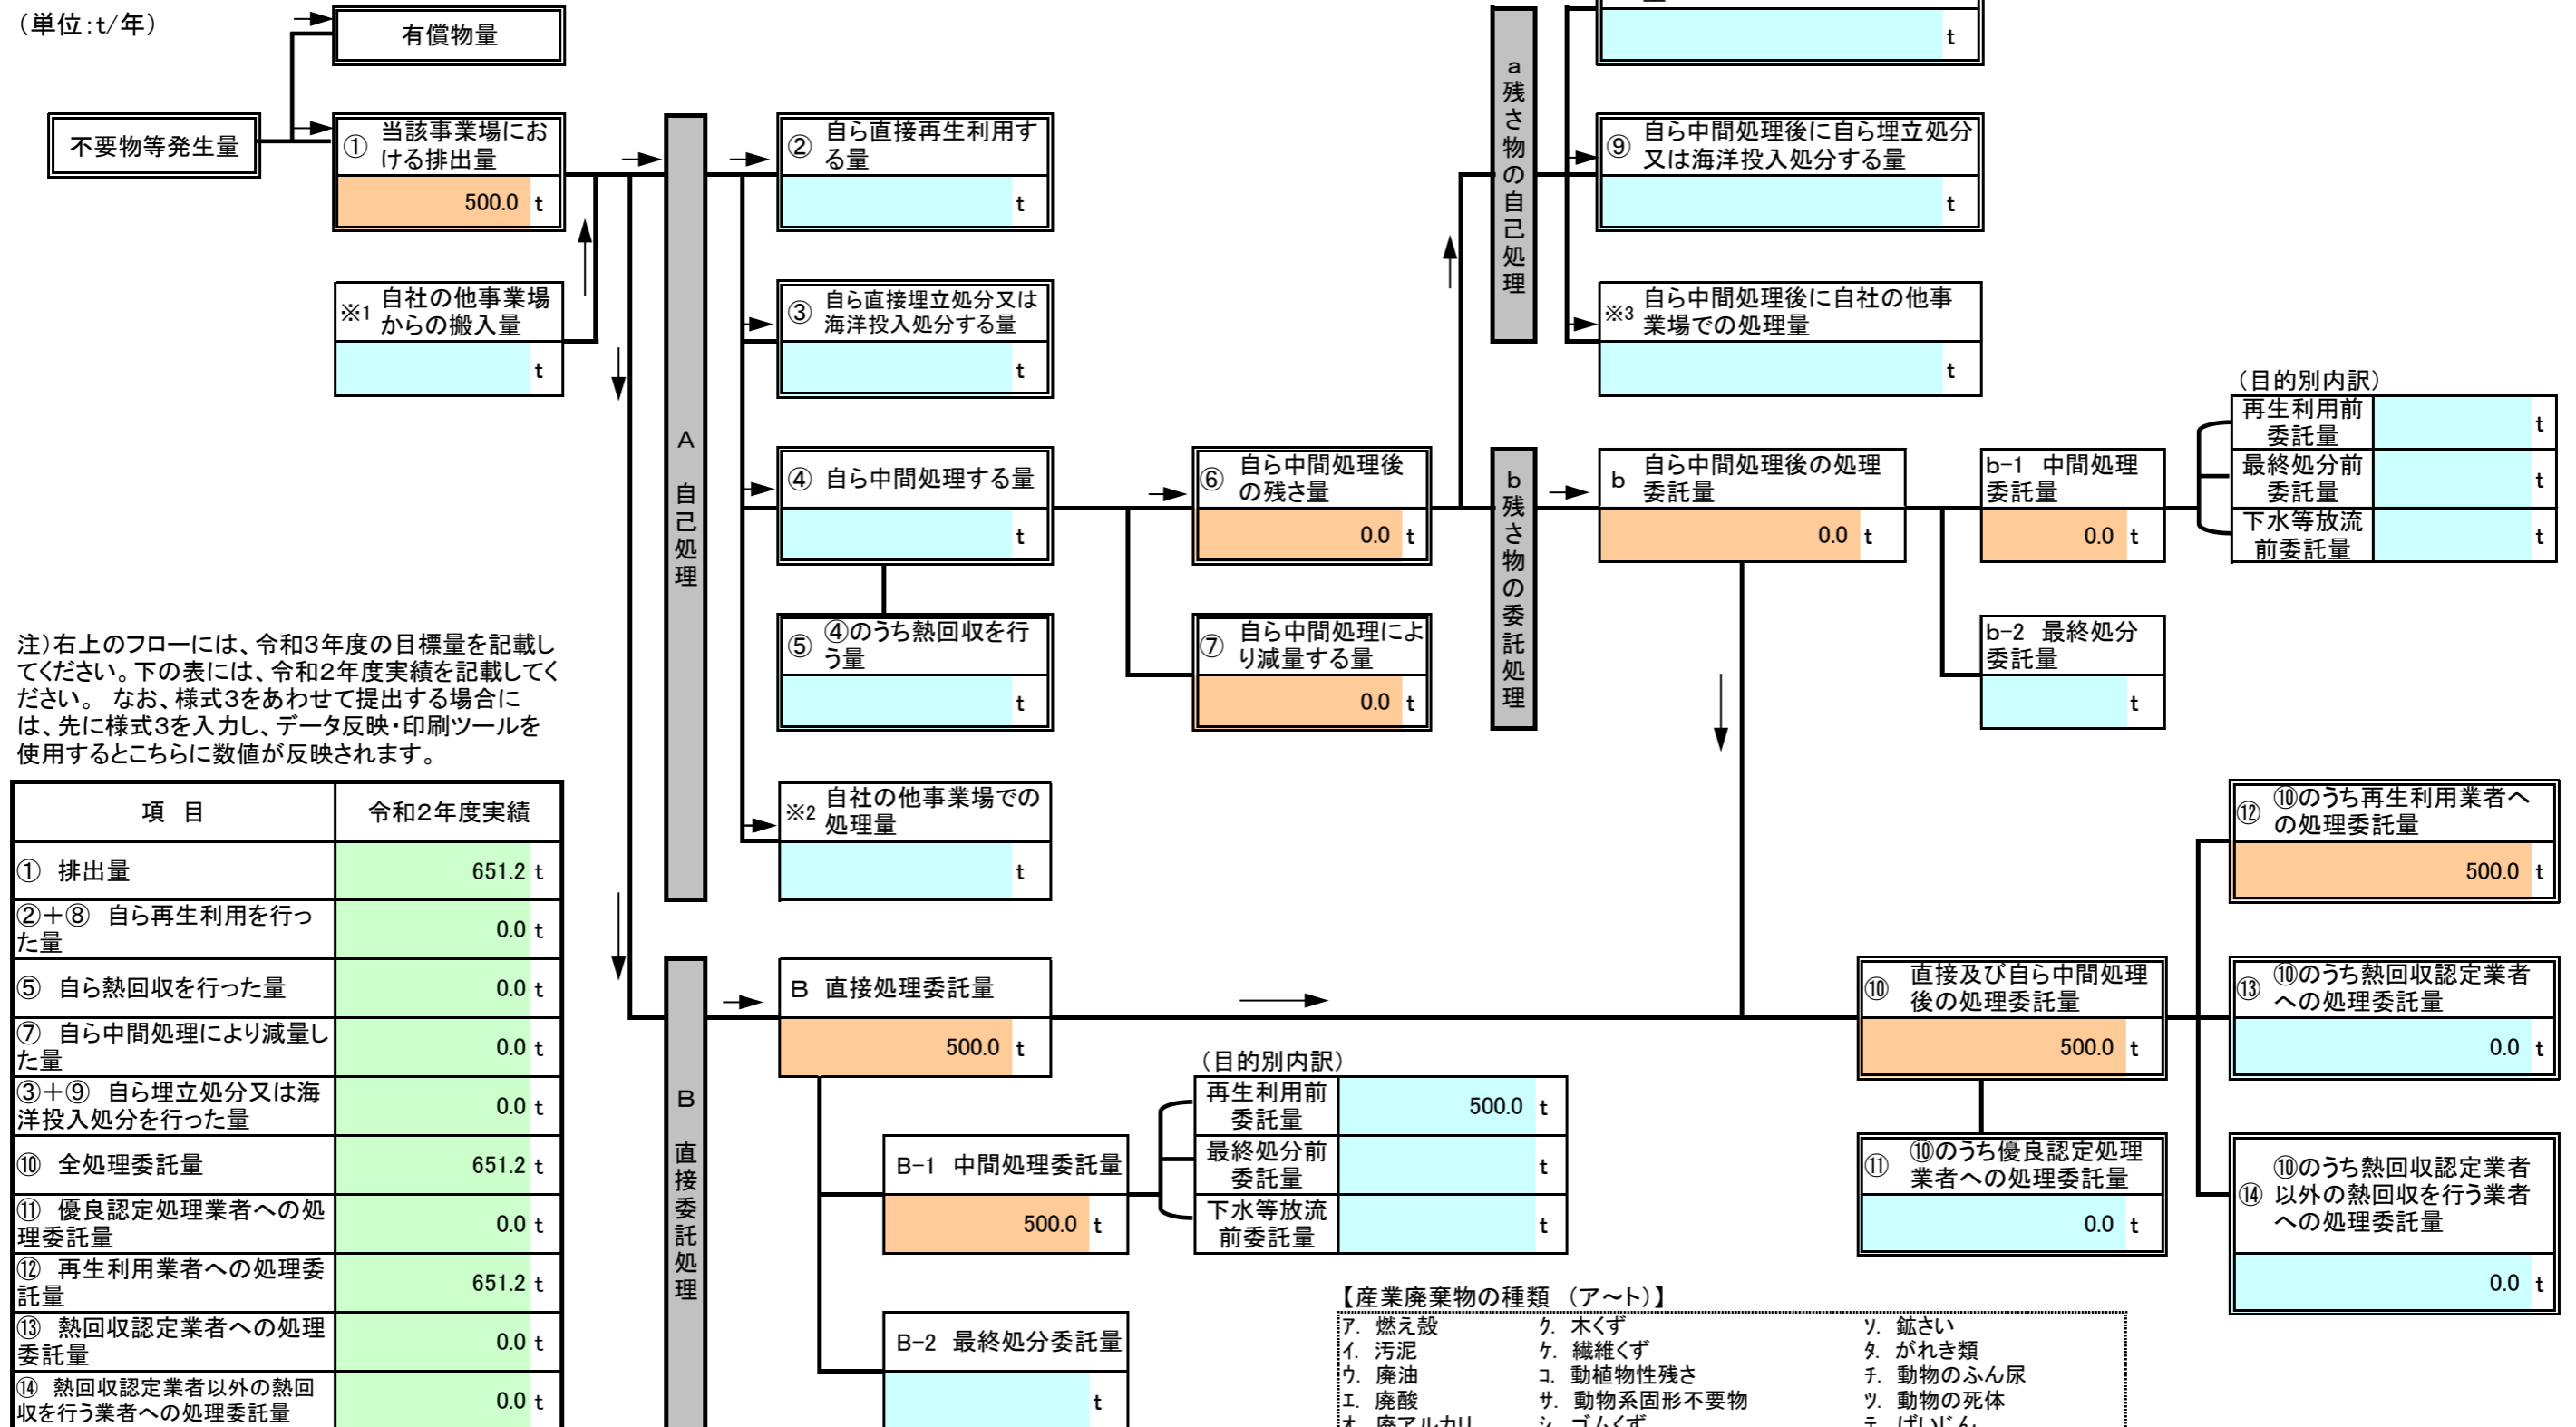 （単位：t/年）
有償物量
不要物等発生量
① 当該事業場にお
ける排出量
500.0 t
※1 自社の他事業場
からの搬入量
t
A 自己処理
② 自ら直接再生利用す
る量
t
③ 自ら直接埋立処分又は
海洋投入処分する量
t
④ 自ら中間処理する量
t
⑤ ④のうち熱回収を行
う量
t
※2 自社の他事業場での
処理量
t
⑥ 自ら中間処理後
の残さ量
0.0 t
⑦ 自ら中間処理によ
り減量する量
0.0 t
a 残さ物の自己処理
t
⑨ 自ら中間処理後に自ら埋立処分
又は海洋投入処分する量
t
※3 自ら中間処理後に自社の他事
業場での処理量
t
b 残さ物の委託処理
b 自ら中間処理後の処理
委託量
0.0 t
b-1 中間処理
委託量
0.0 t
b-2 最終処分
委託量
t
（目的別内訳）
再生利用前
委託量
t
最終処分前
委託量
t
下水等放流
前委託量
t
注）右上のフローには、令和3年度の目標量を記載し
てください。下の表には、令和2年度実績を記載してく
ださい。 なお、様式3をあわせて提出する場合に
は、先に様式3を入力し、データ反映・印刷ツールを
使用するとこちらに数値が反映されます。
項 目 令和2年度実績
① 排出量 651.2 t
②＋⑧ 自ら再生利用を行っ
た量
0.0 t
⑤ 自ら熱回収を行った量 0.0 t
⑦ 自ら中間処理により減量し
た量
0.0 t
③＋⑨ 自ら埋立処分又は海
洋投入処分を行った量
0.0 t
⑩ 全処理委託量 651.2 t
⑪ 優良認定処理業者への処
理委託量
0.0 t
⑫ 再生利用業者への処理委
託量
651.2 t
⑬ 熱回収認定業者への処理
委託量
0.0 t
⑭ 熱回収認定業者以外の熱回
収を行う業者への処理委託量
0.0 t
B 直接委託処理
B 直接処理委託量
500.0 t
B-1 中間処理委託量
500.0 t
B-2 最終処分委託量
t
（目的別内訳）
再生利用前
委託量
500.0 t
最終処分前
委託量
t
下水等放流
前委託量
t
⑩ 直接及び自ら中間処理
後の処理委託量
500.0 t
⑪ ⑩のうち優良認定処理
業者への処理委託量
0.0 t
⑫ ⑩のうち再生利用業者へ
の処理委託量
500.0 t
⑬ ⑩のうち熱回収認定業者
への処理委託量
0.0 t
⑭ ⑩のうち熱回収認定業者
以外の熱回収を行う業者
への処理委託量
0.0 t
【産業廃棄物の種類 （ア～ト）】
ｱ. 燃え殻 ｸ. 木くず ｿ. 鉱さい
ｲ. 汚泥 ｹ. 繊維くず ﾀ. がれき類
ｳ. 廃油 ｺ. 動植物性残さ ﾁ. 動物のふん尿
ｴ. 廃酸 ｻ. 動物系固形不要物 ﾂ. 動物の死体
ｵ. 廃アルカリ ｼ. ゴムくず ﾃ. ばいじん